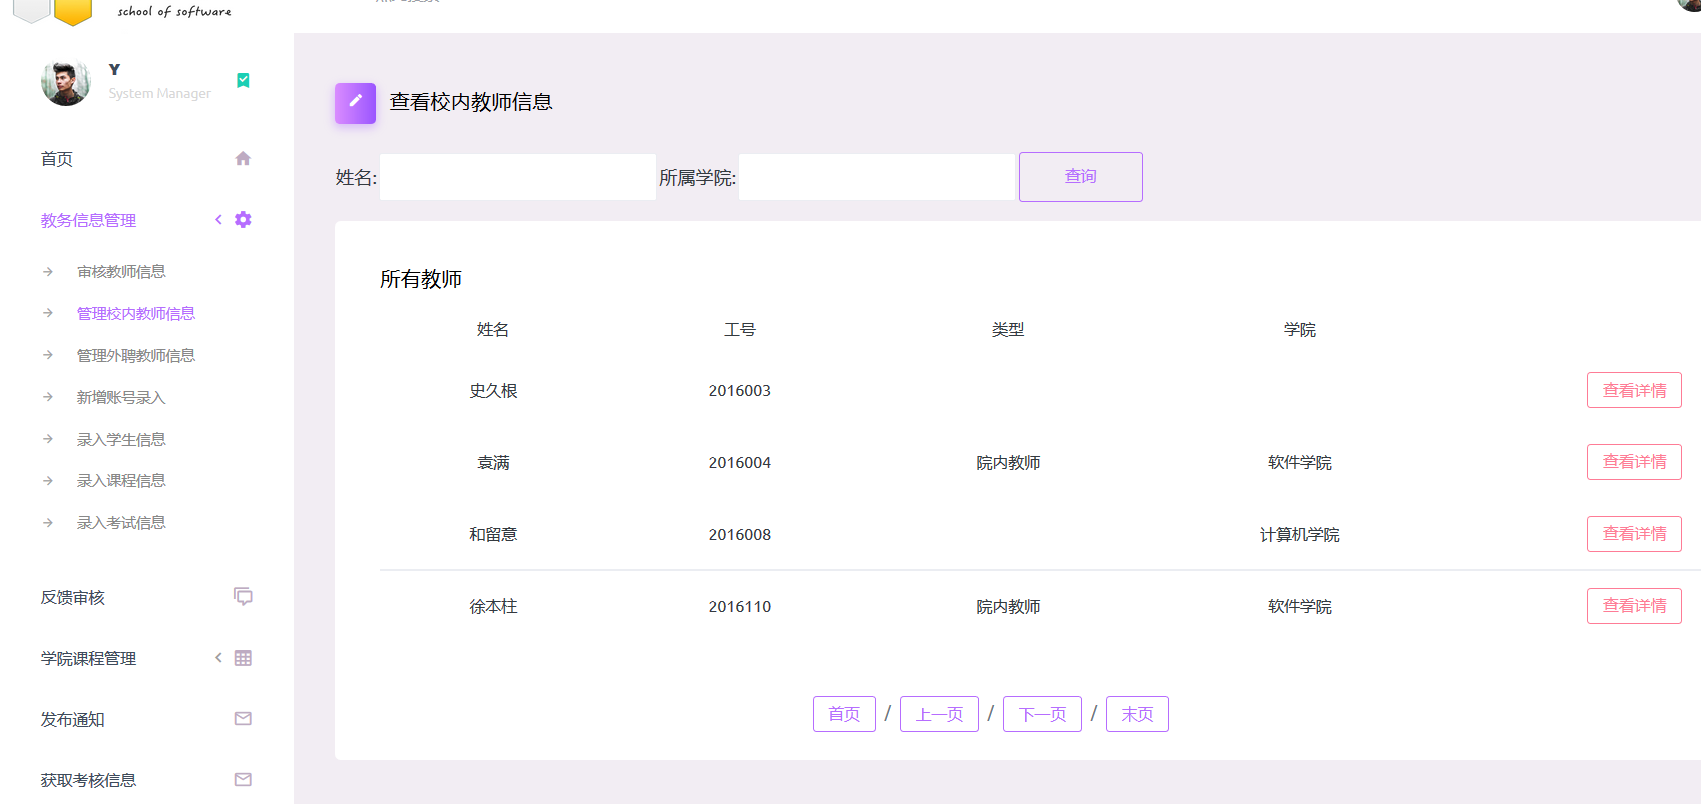 school of software
Y
System Manager
首页
教务信息管理
审核教师信息
管理校内教师信息
管理外聘教师信息
新增账号录入
录入学生信息
录入课程信息
录入考试信息
反馈审核
学院课程管理
发布通知
获取考核信息
查看校内教师信息
姓名: 所属学院: 查询
所有教师
姓名 工号 类型 学院
史久根 2016003 查看详情
袁满 2016004 院内教师 软件学院 查看详情
和留意 2016008 计算机学院 查看详情
徐本柱 2016110 院内教师 软件学院 查看详情
首页 / 上一页 / 下一页 / 末页